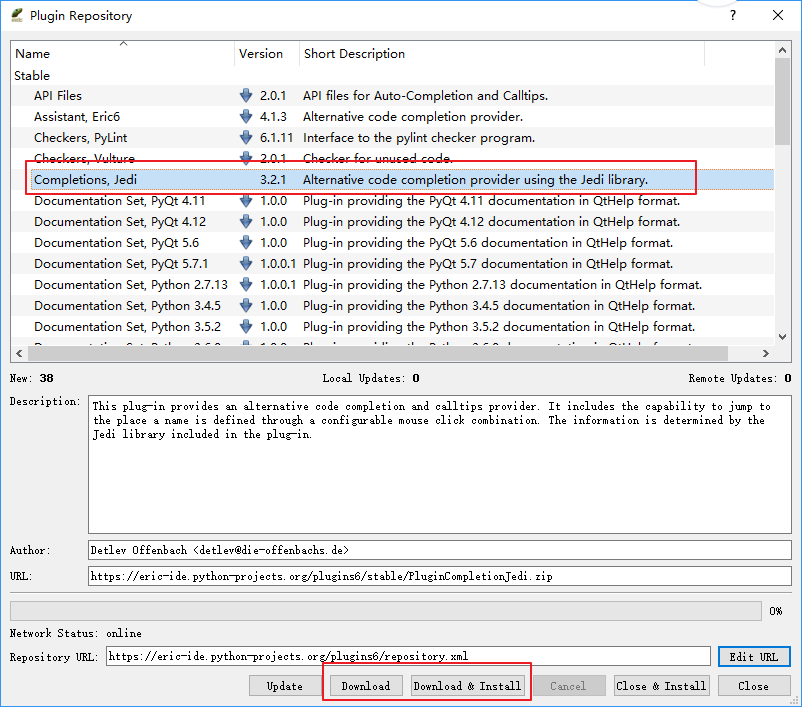 Plugin Repository ?
Name Version Short Description
Stable
API Files 2.0.1 API files for Auto-Completion and Calltips.
Assistant, Eric6 4.1.3 Alternative code completion provider.
Checkers, PyLint 6.1.11 Interface to the pylint checker program.
Checkers, Vulture 2.0.1 Checker for unused code.
Completions, Jedi 3.2.1 Alternative code completion provider using the Jedi library.
Documentation Set, PyQt 4.11 1.0.0 Plug-in providing the PyQt 4.11 documentation in QtHelp format.
Documentation Set, PyQt 4.12 1.0.0 Plug-in providing the PyQt 4.12 documentation in QtHelp format.
Documentation Set, PyQt 5.6 1.0.0 Plug-in providing the PyQt 5.6 documentation in QtHelp format.
Documentation Set, PyQt 5.7.1 1.0.0.1 Plug-in providing the PyQt 5.7 documentation in QtHelp format.
Documentation Set, Python 2.7.13 1.0.0.1 Plug-in providing the Python 2.7.13 documentation in QtHelp format.
Documentation Set, Python 3.4.5 1.0.0 Plug-in providing the Python 3.4.5 documentation in QtHelp format.
Documentation Set, Python 3.5.2 1.0.0 Plug-in providing the Python 3.5.2 documentation in QtHelp format.
New: 38 Local Updates: 0 Remote Updates: 0
Description: This plug-in provides an alternative code completion and calltips provider. It includes the capability to jump to
the place a name is defined through a configurable mouse click combination. The information is determined by the
Jedi library included in the plug-in.
Author: Detlev Offenbach <detlev@die-offenbachs.de>
URL: https://eric-ide.python-projects.org/plugins6/stable/PluginCompletionJedi.zip
0%
Network Status: online
Repository URL: https://eric-ide.python-projects.org/plugins6/repository.xml Edit URL
Update Download Download & Install Cancel Close & Install Close